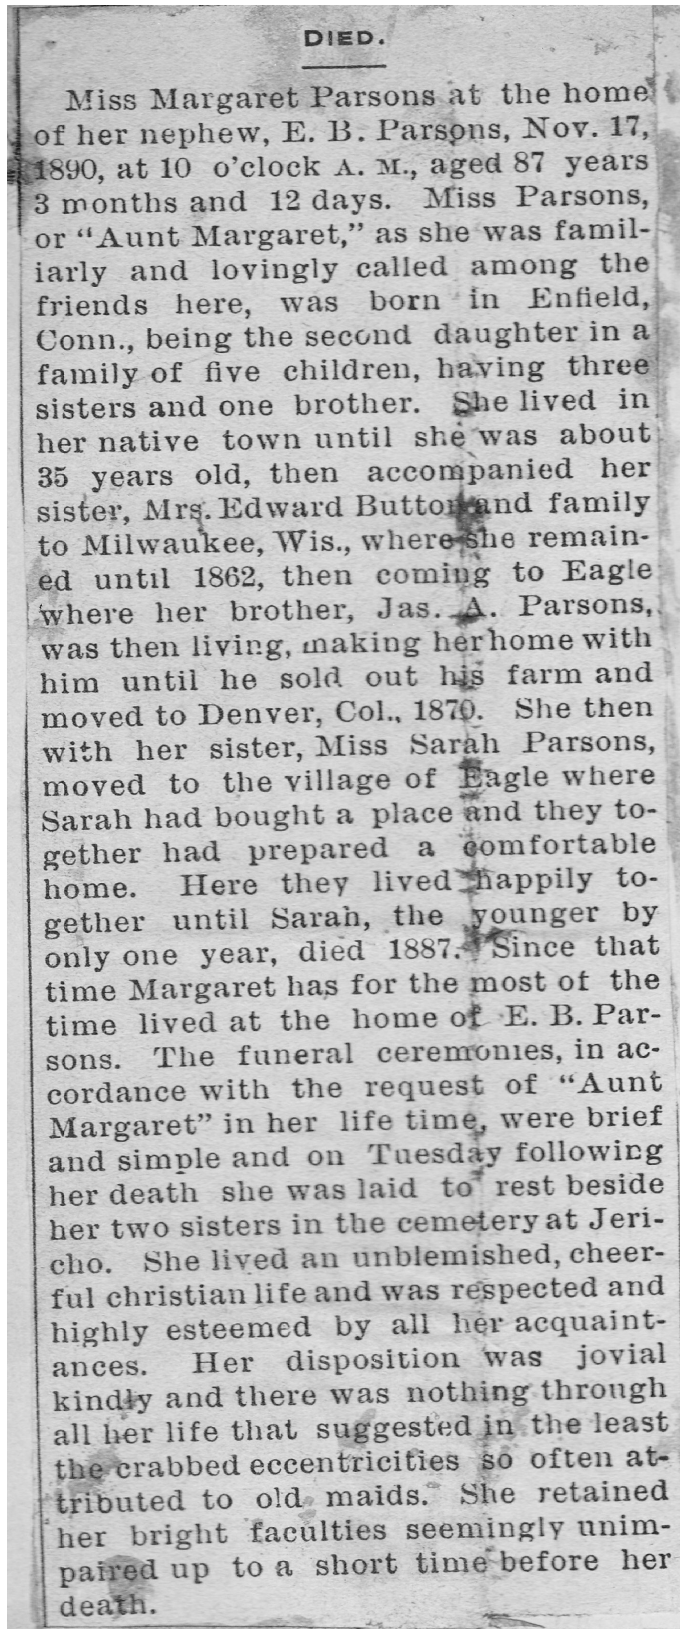 DIED.
Miss Margaret Parsons at the home
of her nephew, E. B. Parsons, Nov. 17,
1890, at 10 o'clock A. M., aged 87 years
3 months and 12 days. Miss Parsons,
or "Aunt Margaret," as she was famil-
iarly and lovingly called among the
friends here, was born in Enfield,
Conn., being the second daughter in a
family of five children, having three
sisters and one brother. She lived in
her native town until she was about
35 years old, then accompanied her
sister, Mrs. Edward Button and family
to Milwaukee, Wis., where she remain-
ed until 1862, then coming to Eagle
where her brother, Jas. A. Parsons,
was then living, making her home with
him until he sold out his farm and
moved to Denver, Col., 1870. She then
with her sister, Miss Sarah Parsons,
moved to the village of Eagle where
Sarah had bought a place and they to-
gether had prepared a comfortable
home. Here they lived happily to-
gether until Sarah, the younger by
only one year, died 1887. Since that
time Margaret has for the most of the
time lived at the home of E. B. Par-
sons. The funeral ceremonies, in ac-
cordance with the request of "Aunt
Margaret" in her life time, were brief
and simple and on Tuesday following
her death she was laid to rest beside
her two sisters in the cemetery at Jeri-
cho. She lived an unblemished, cheer-
ful christian life and was respected and
highly esteemed by all her acquaint-
ances. Her disposition was jovial
kindly and there was nothing through
all her life that suggested in the least
the crabbed eccentricities so often at-
tributed to old maids. She retained
her bright faculties seemingly unim-
paired up to a short time before her
death.